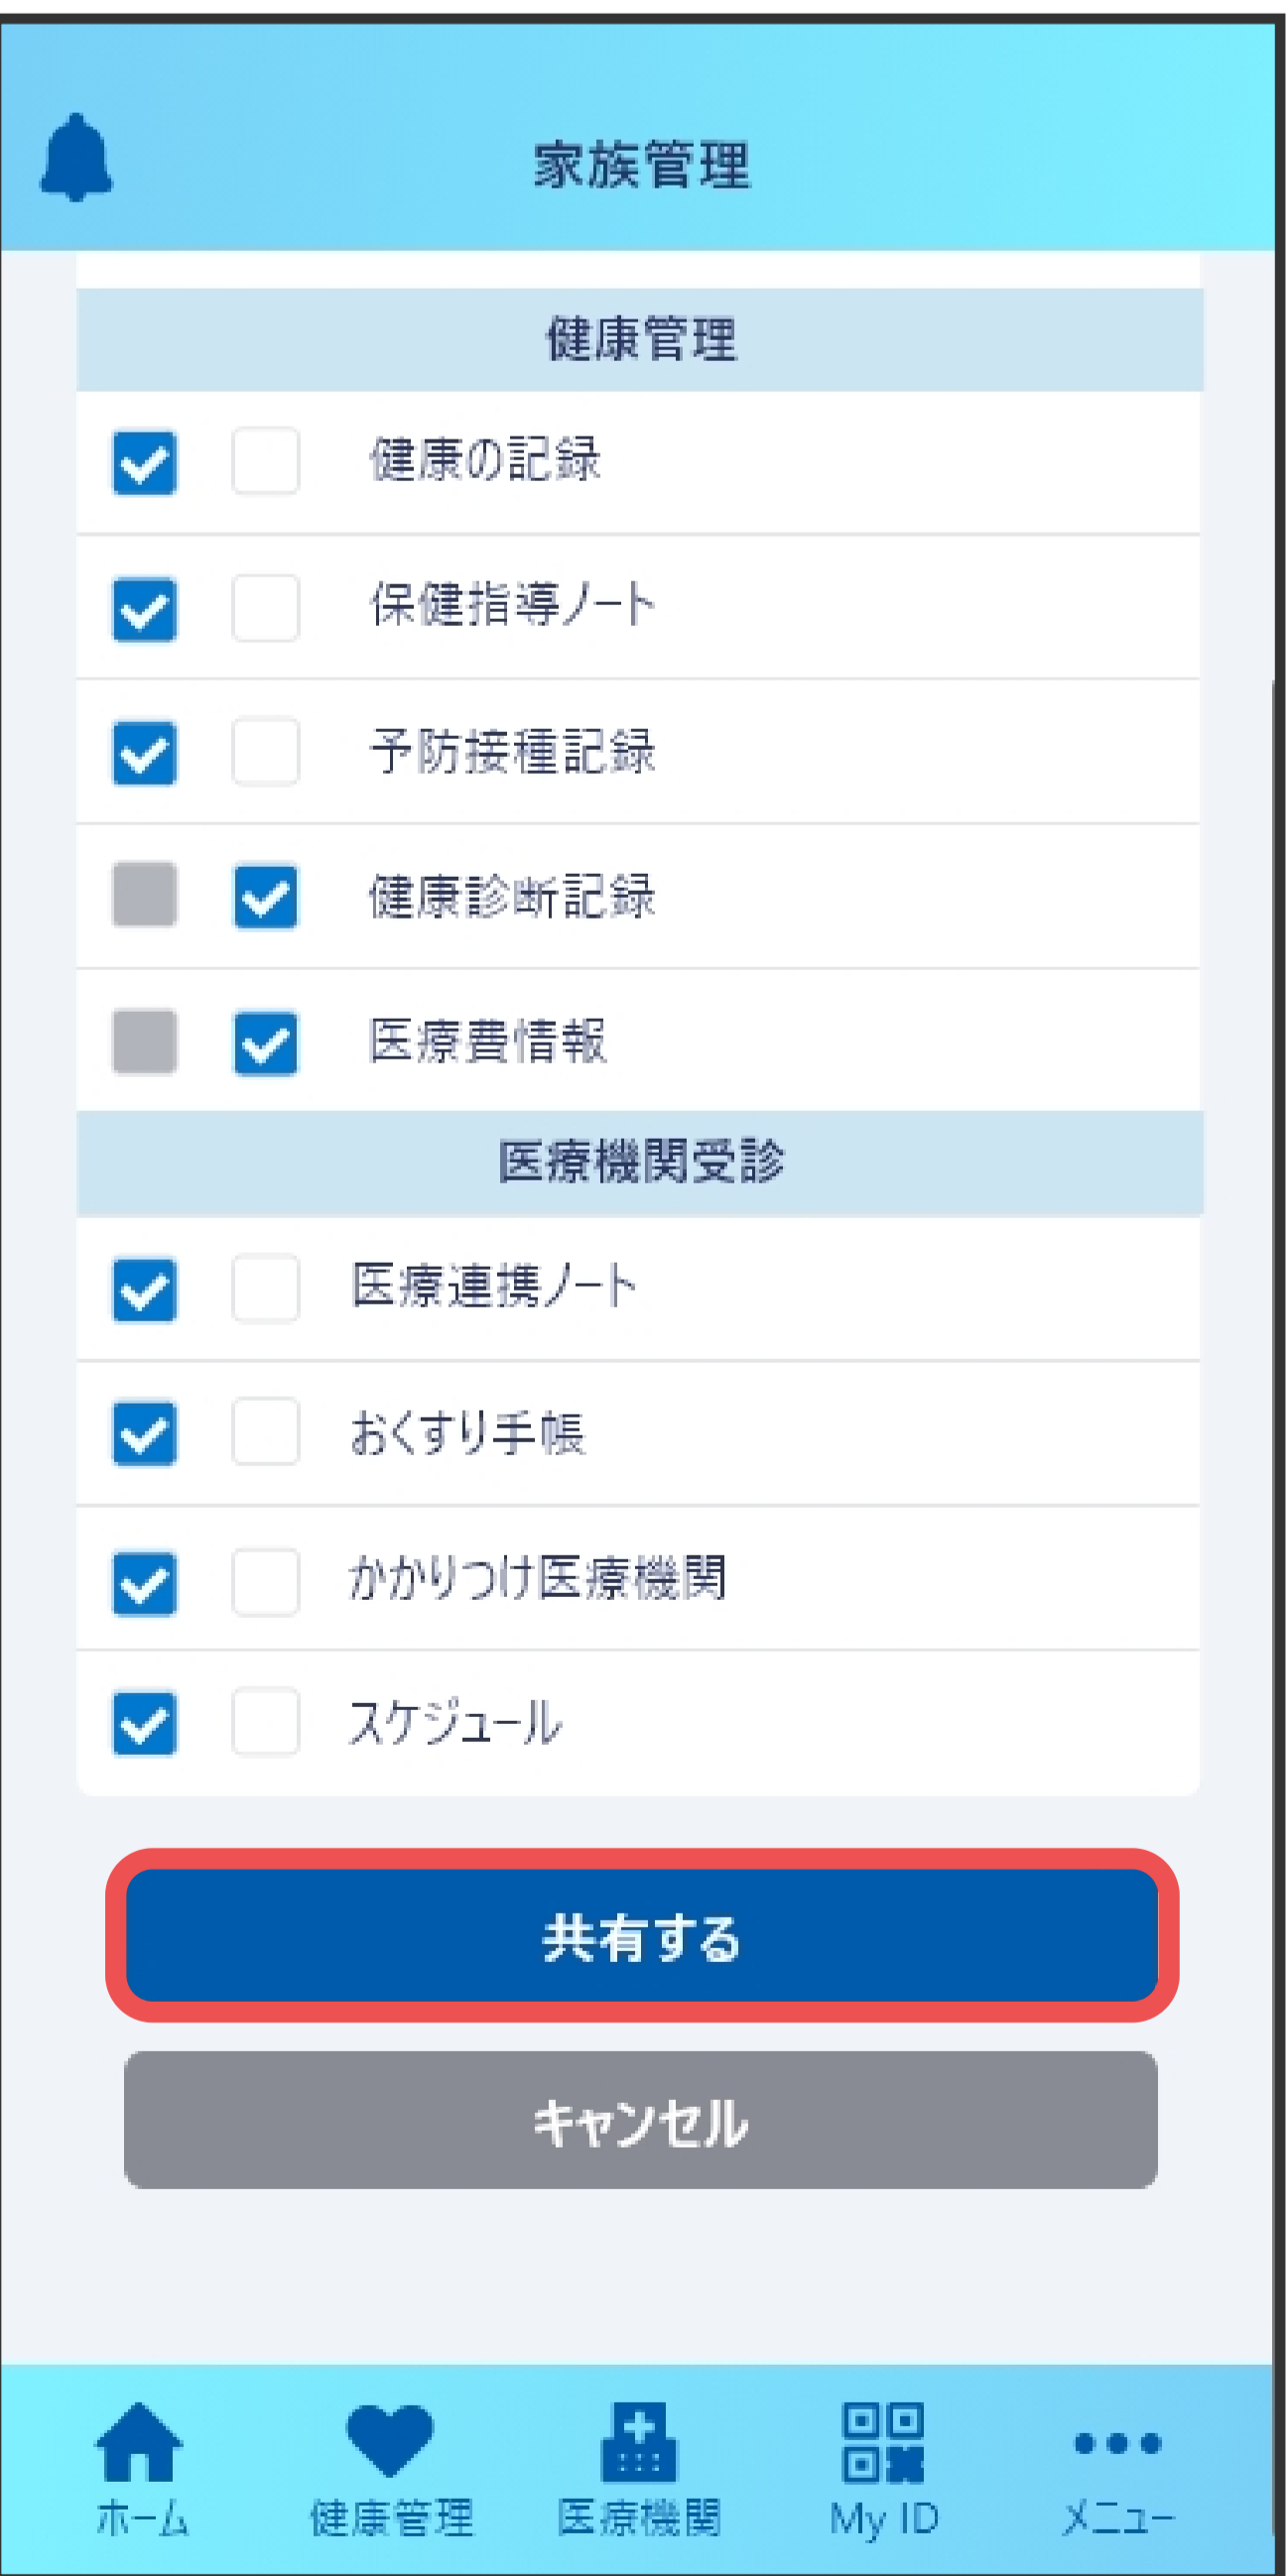 家族管理
健康管理
健康の記録
保健指導ノート
予防接種記録
健康診断記録
医療費情報
医療機関受診
医療連携ノート
おくすり手帳
かかりつけ医療機関
スケジュール
共有する
キャンセル
ホーム
健康管理
医療機関
My ID
メニュー